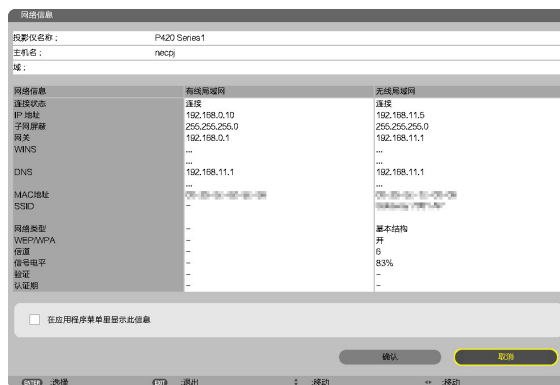 网络信息
投影仪名称： P420 Series1
主机名： necpj
域：
网络信息 有线局域网 无线局域网
连接状态 连接 连接
IP 地址 192.168.0.10 192.168.11.5
子网屏蔽 255.255.255.0 255.255.255.0
网关 192.168.0.1 192.168.11.1
WINS ... ...
... ...
DNS 192.168.11.1 192.168.11.1
... ...
MAC地址
SSID –
网络类型 – 基本结构
WEP/WPA – 开
信道 – 6
信号电平 – 83%
验证 – –
认证期 – –
在应用程序菜单里显示此信息
确认 取消
ENTER :选择 EXIT :退出 :移动 :移动